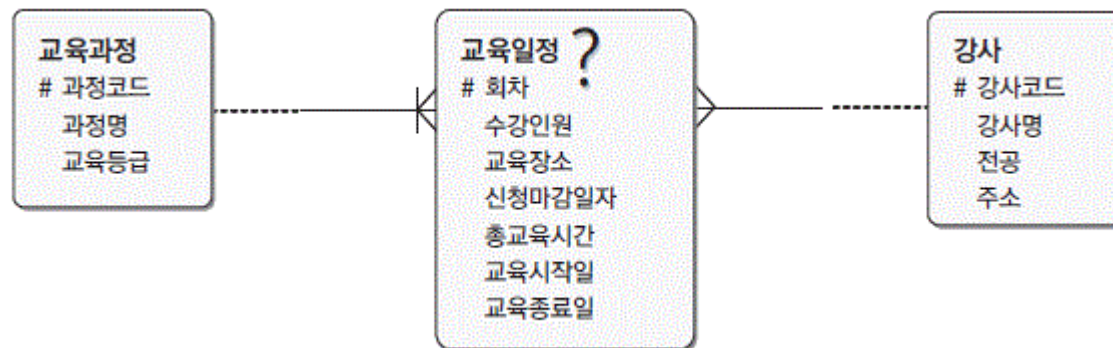 교육과정
# 과정코드
과정명
교육등급
교육일정 ?
# 회차
수강인원
교육장소
신청마감일자
총교육시간
교육시작일
교육종료일
강사
# 강사코드
강사명
전공
주소